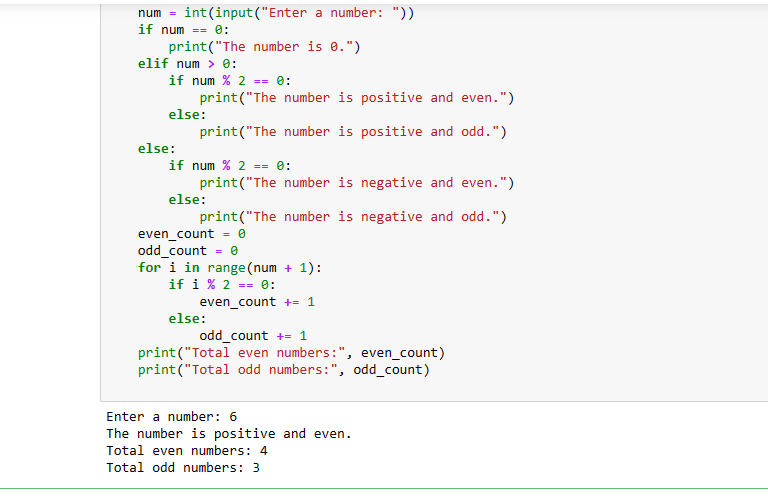 num = int(input("Enter a number: "))
if num == 0:
    print("The number is 0.")
elif num > 0:
    if num % 2 == 0:
        print("The number is positive and even.")
    else:
        print("The number is positive and odd.")
else:
    if num % 2 == 0:
        print("The number is negative and even.")
    else:
        print("The number is negative and odd.")
even_count = 0
odd_count = 0
for i in range(num + 1):
    if i % 2 == 0:
        even_count += 1
    else:
        odd_count += 1
print("Total even numbers:", even_count)
print("Total odd numbers:", odd_count)
Enter a number: 6
The number is positive and even.
Total even numbers: 4
Total odd numbers: 3